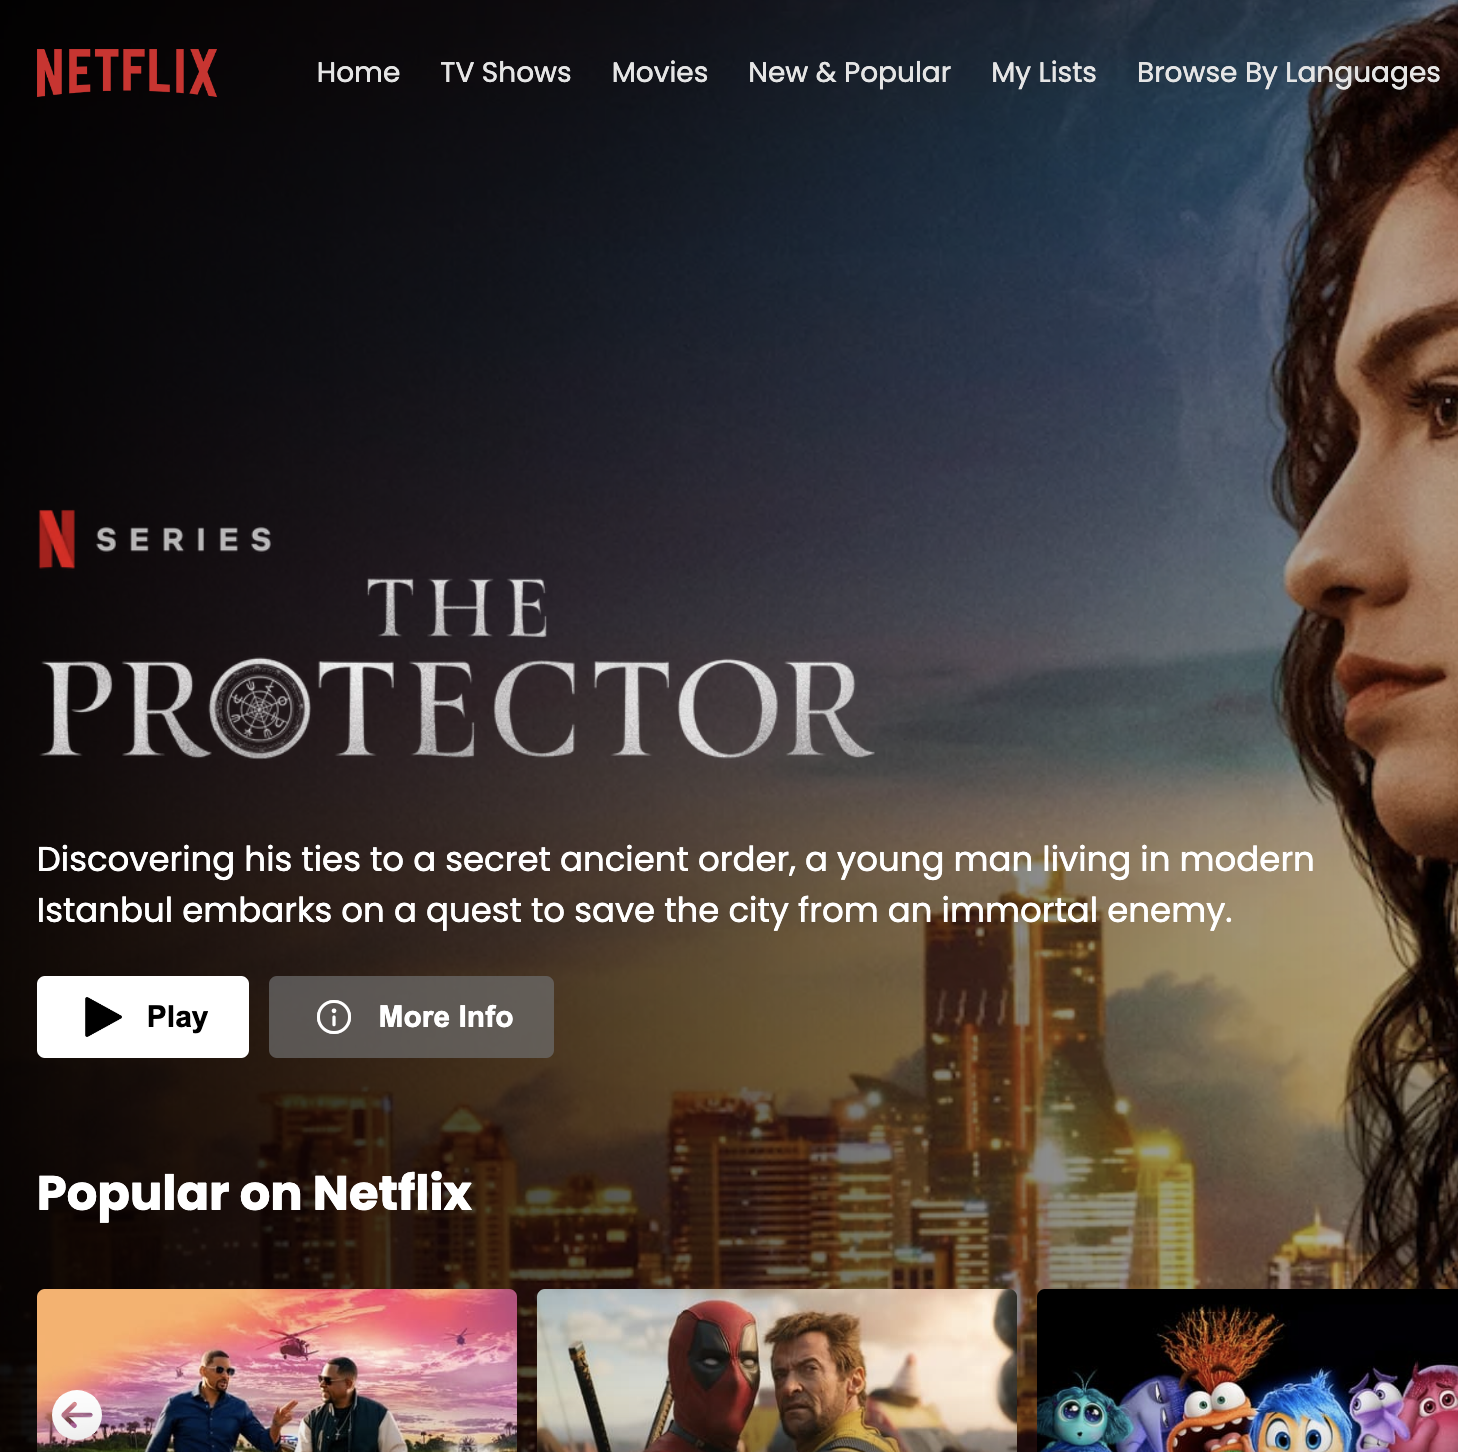 NETFLIX
Home TV Shows Movies New & Popular My Lists Browse By Languages
N SERIES
THE
PROTECTOR
Discovering his ties to a secret ancient order, a young man living in modern
Istanbul embarks on a quest to save the city from an immortal enemy.
Play More Info
Popular on Netflix